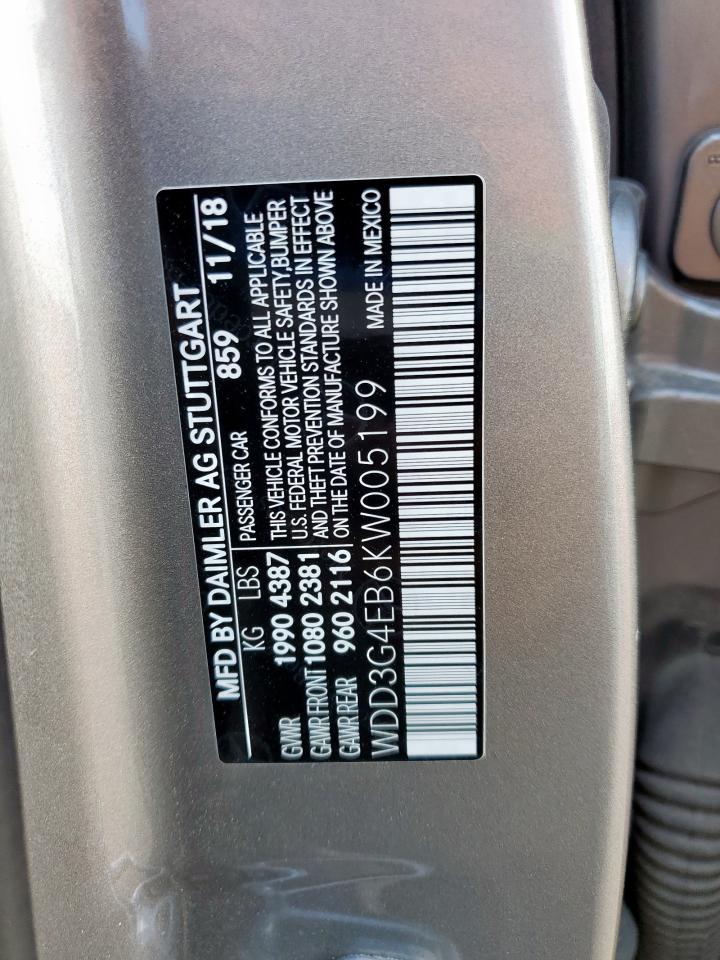 MFD BY DAIMLER AG STUTTGART
859 11/18
KG LBS PASSENGER CAR
GVWR 1990 4387 THIS VEHICLE CONFORMS TO ALL APPLICABLE
GAWR FRONT 1080 2381 U.S. FEDERAL MOTOR VEHICLE SAFETY, BUMPER
AND THEFT PREVENTION STANDARDS IN EFFECT
GAWR REAR 960 2116 ON THE DATE OF MANUFACTURE SHOWN ABOVE
WDD3G4EB6KW005199 MADE IN MEXICO